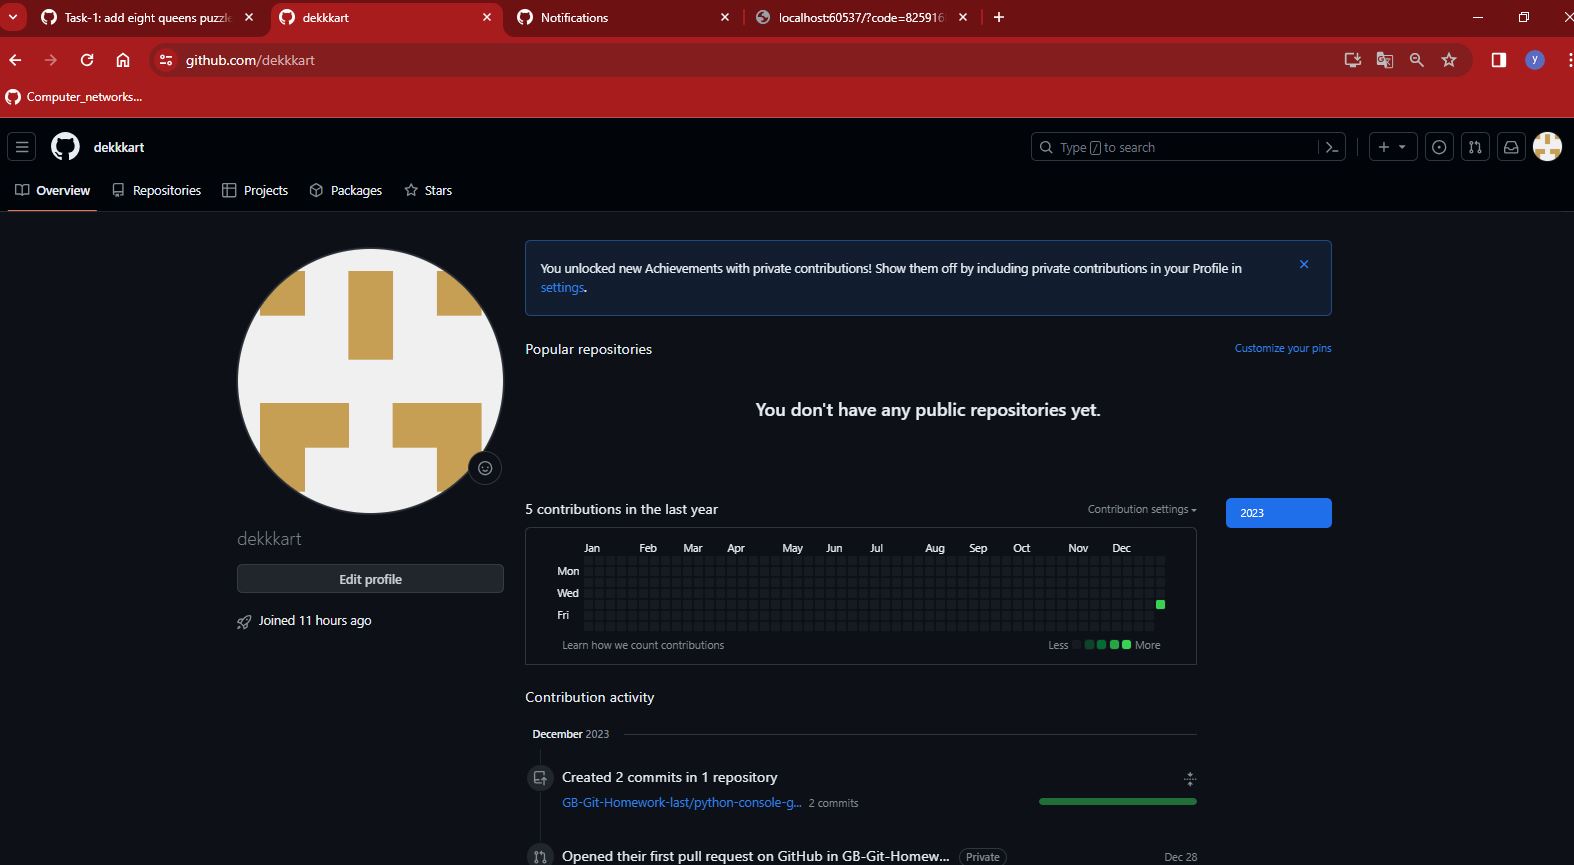 Task-1: add eight queens puzzle
dekkkart
Notifications
localhost:60537/?code=825916
github.com/dekkkart
y
Computer_networks...
dekkkart
Type / to search
Overview
Repositories
Projects
Packages
Stars
You unlocked new Achievements with private contributions! Show them off by including private contributions in your Profile in
settings.
Popular repositories
Customize your pins
You don't have any public repositories yet.
5 contributions in the last year
Contribution settings
2023
Jan Feb Mar Apr May Jun Jul Aug Sep Oct Nov Dec
Mon
Wed
Fri
Learn how we count contributions
Less
More
dekkkart
Edit profile
Joined 11 hours ago
Contribution activity
December 2023
Created 2 commits in 1 repository
GB-Git-Homework-last/python-console-g... 2 commits
Opened their first pull request on GitHub in GB-Git-Homew... Private Dec 28